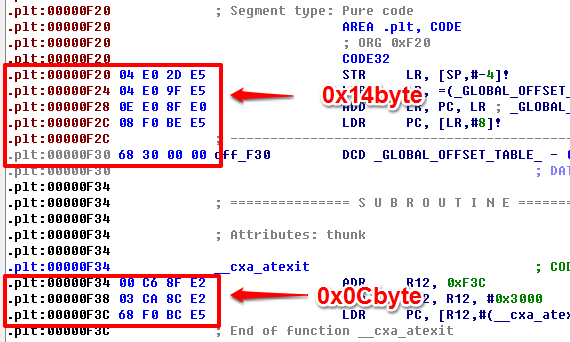 .plt:00000F20 ; Segment type: Pure code
.plt:00000F20 AREA .plt, CODE
.plt:00000F20 ; ORG 0xF20
.plt:00000F20 CODE32
.plt:00000F20 04 E0 2D E5 STR LR, [SP,#-4]!
.plt:00000F24 04 E0 9F E5 0x14byte , =(_GLOBAL_OFFSET_
.plt:00000F28 0E E0 8F E0 ADD LR, PC, LR ; _GLOBAL_O
.plt:00000F2C 08 F0 BE E5 LDR PC, [LR,#8]!
.plt:00000F2C ; ---------------------------------------
.plt:00000F30 68 30 00 00 off_F30 DCD _GLOBAL_OFFSET_TABLE_ - 0
.plt:00000F30 ; DAT
.plt:00000F34
.plt:00000F34 ; =============== S U B R O U T I N E =======
.plt:00000F34
.plt:00000F34 ; Attributes: thunk
.plt:00000F34
.plt:00000F34 __cxa_atexit ; COD
.plt:00000F34 00 C6 8F E2 ADR R12, 0xF3C
.plt:00000F38 03 CA 8C E2 0x0Cbyte R12, R12, #0x3000
.plt:00000F3C 68 F0 BC E5 LDR PC, [R12,#(__cxa_atex
.plt:00000F3C ; End of function __cxa_atexit